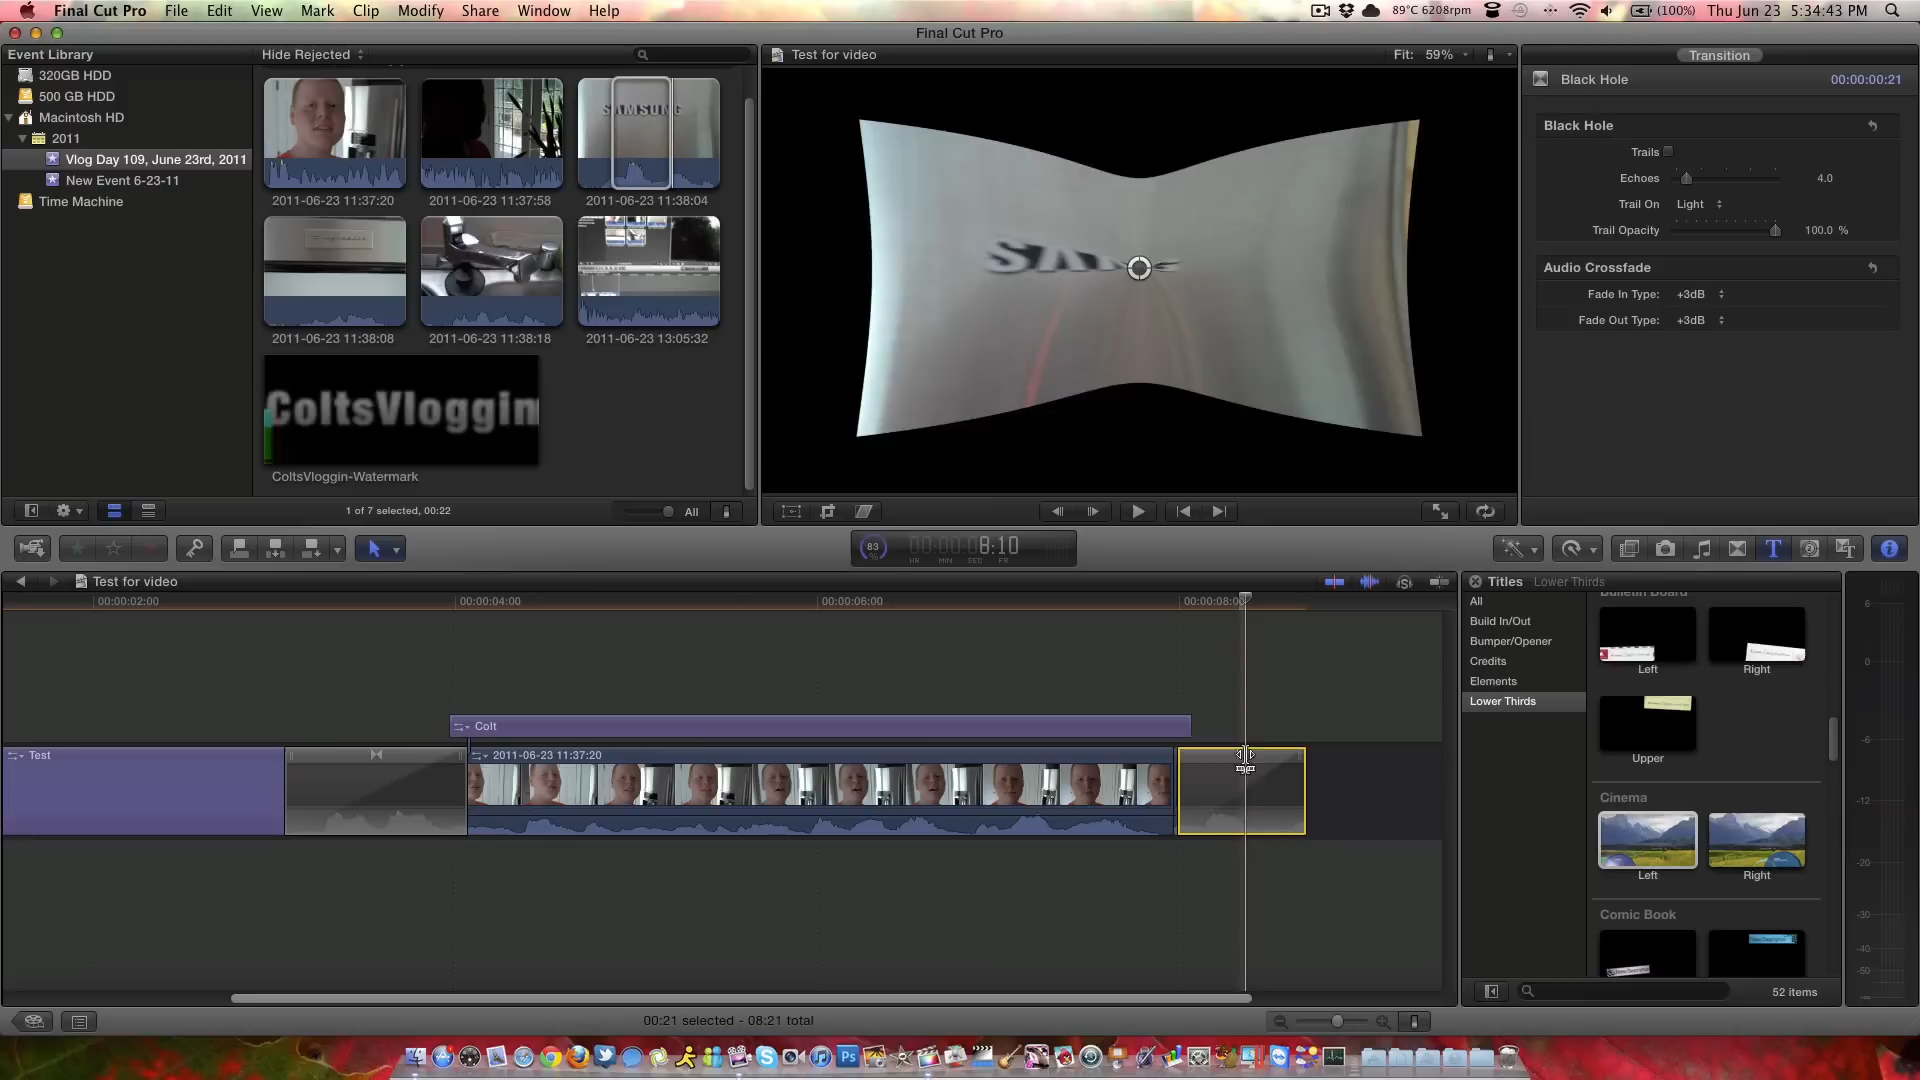 Final Cut Pro File Edit View Mark Clip Modify Share Window Help
89°C 6208rpm (100%) Thu Jun 23 5:34:43 PM
Final Cut Pro
Event Library
320GB HDD
500 GB HDD
Macintosh HD
2011
Vlog Day 109, June 23rd, 2011
New Event 6-23-11
Time Machine
Hide Rejected
SAMSUNG
2011-06-23 11:37:20 2011-06-23 11:37:58 2011-06-23 11:38:04
2011-06-23 11:38:08 2011-06-23 11:38:18 2011-06-23 13:05:32
ColtsVloggin
ColtsVloggin-Watermark
1 of 7 selected, 00:22 All
Test for video Fit: 59%
Transition
Black Hole 00:00:00:21
Black Hole
Trails
Echoes 4.0
Trail On Light
Trail Opacity 100.0 %
Audio Crossfade
Fade In Type: +3dB
Fade Out Type: +3dB
83 % 00:00:08:10
HR MIN SEC FR
Test for video
00:00:02:00 00:00:04:00 00:00:06:00 00:00:08:00
Colt
Test
2011-06-23 11:37:20
Titles Lower Thirds
All
Build In/Out
Bumper/Opener
Credits
Elements
Lower Thirds
Bulletin Board
Left Right
Upper
Cinema
Left Right
Comic Book
52 items
6
0
-6
-12
-20
-30
-40
-50
00:21 selected - 08:21 total